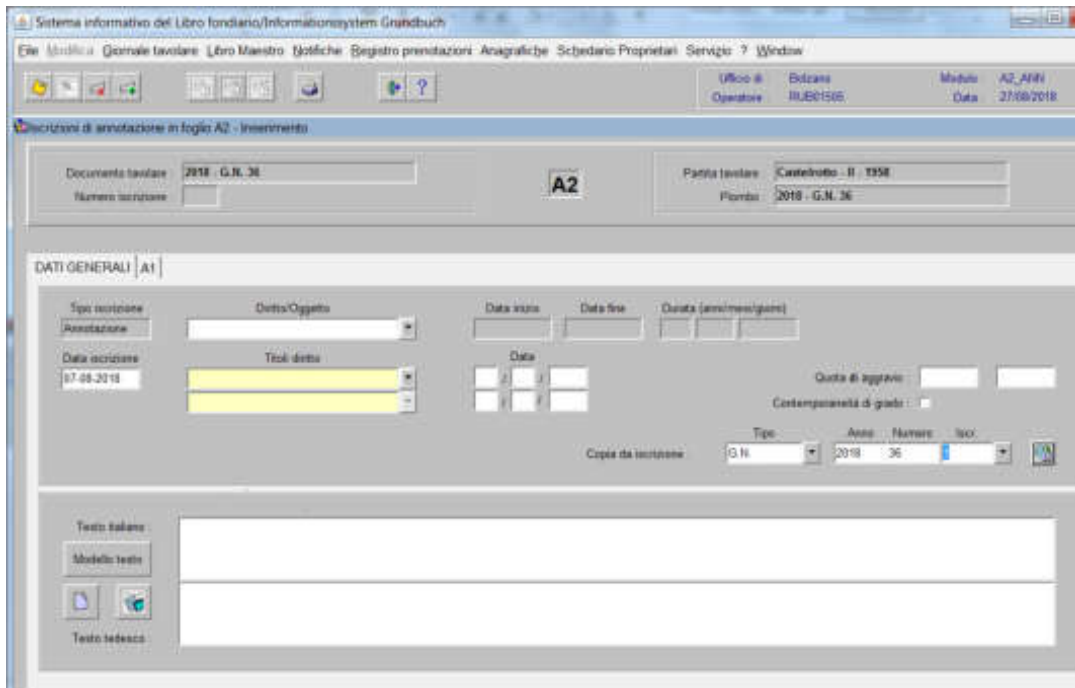 Sistema informativo del Libro fondiario/Informationssystem Grundbuch
File Modifica Giornale tavolare Libro Maestro Notifiche Registro prenotazioni Anagrafiche Schedario Proprietari Servizio ? Window
Ufficio di Bolzano Modulo A2_ANN
Operatore RUB01505 Data 27/08/2018
Iscrizioni di annotazione in foglio A2 - Inserimento
Documento tavolare 2018 - G.N. 36 A2 Partita tavolare Castelrotto - II - 1958
Numero iscrizione Piombo 2018 - G.N. 36
DATI GENERALI A1
Tipo iscrizione Diritto/Oggetto Data inizio Data fine Durata (anni/mesi/giorni)
Annotazione
Data iscrizione Titoli diritto Data
07-08-2018 / /
/ / Quota di aggravio :
Contemporaneità di grado :
Tipo Anno Numero Iscr.
Copia da iscrizione G.N. 2018 36 1
Testo italiano
Modello testo
Testo tedesco